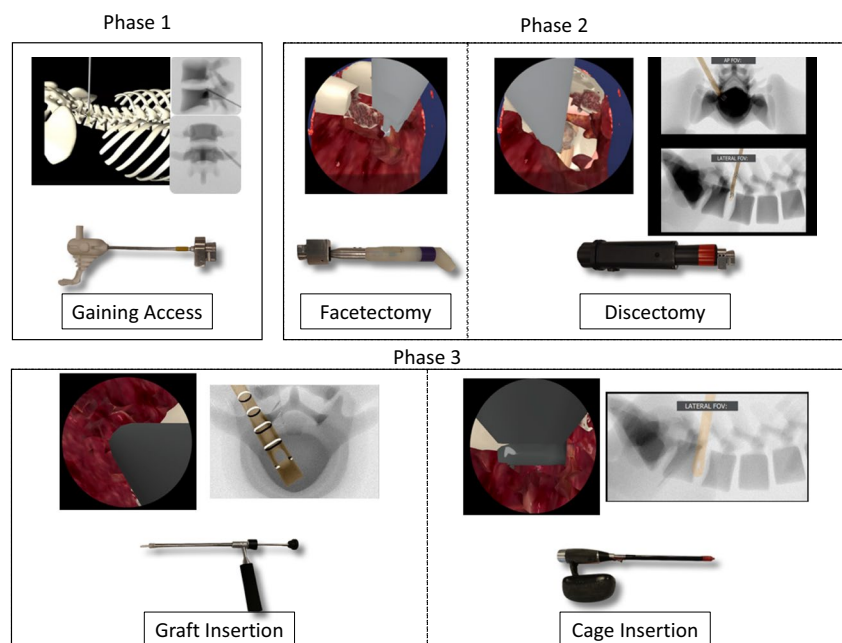 Phase 1
Phase 2
AP FOV:
LATERAL FOV:
Gaining Access
Facetectomy
Discectomy
Phase 3
LATERAL FOV:
Graft Insertion
Cage Insertion